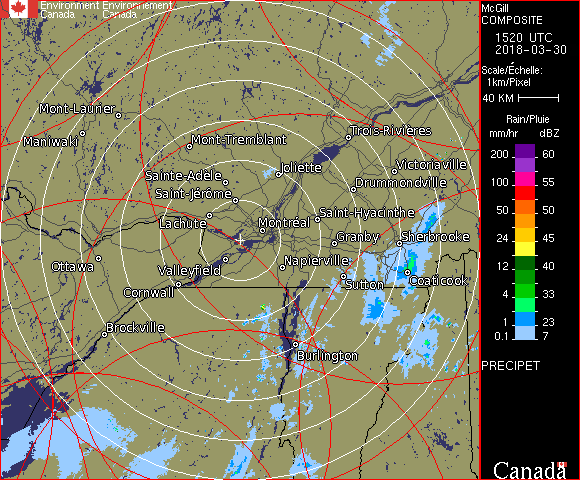 Environment Environnement
Canada Canada
McGill
COMPOSITE
1520 UTC
2018-03-30
Scale/Échelle:
1km/Pixel
40 KM
Rain/Pluie
mm/hr dBZ
200 60
100 55
50 50
24 45
12 40
4 33
1 23
0.1 7
PRECIPET
Canada
Mont-Laurier
Maniwaki
Mont-Tremblant
Trois-Rivières
Joliette
Victoriaville
Sainte-Adèle
Drummondville
Saint-Jérôme
Lachute
Montréal
Saint-Hyacinthe
Granby
Sherbrooke
Ottawa
Valleyfield
Napierville
Cornwall
Sutton
Coaticook
Brockville
Burlington